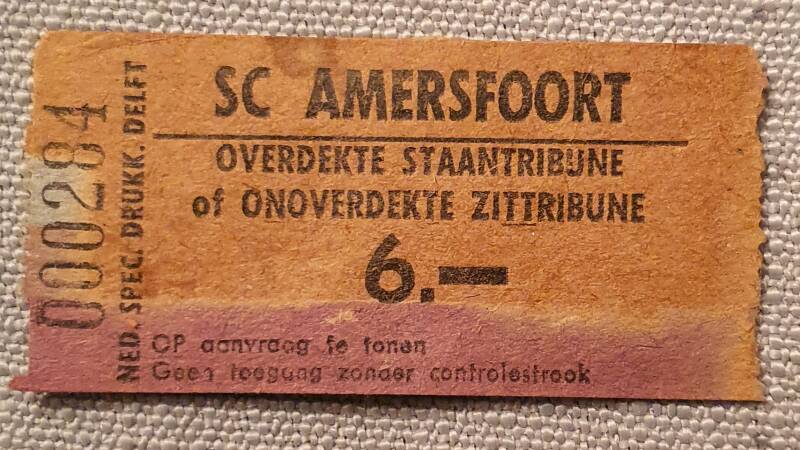 SC AMERSFOORT
OVERDEKTE STAANTRIBUNE
of ONOVERDEKTE ZITTRIBUNE
6.—
OP aanvraag te tonen
Geen toegang zonder controlestrook
000284
NED. SPEC. DRUKK. DELFT